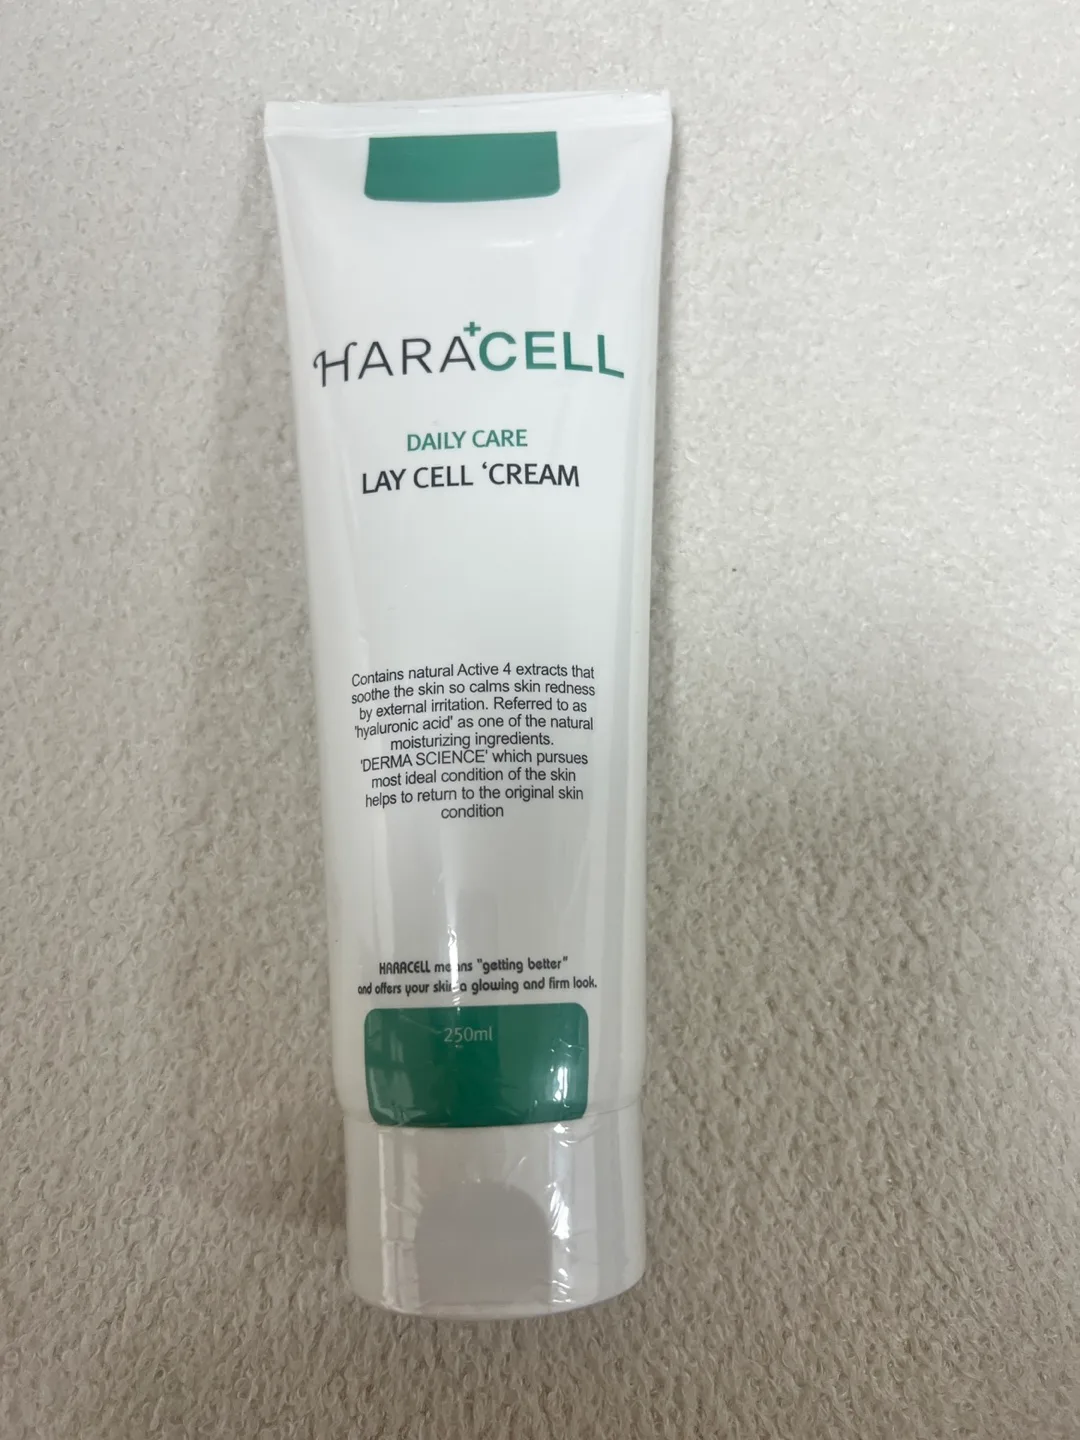 HARA+CELL
DAILY CARE
LAY CELL ‘CREAM
Contains natural Active 4 extracts that
soothe the skin so calms skin redness
by external irritation. Referred to as
'hyaluronic acid' as one of the natural
moisturizing ingredients.
'DERMA SCIENCE' which pursues
most ideal condition of the skin
helps to return to the original skin
condition
HARACELL means “getting better”
and offers your skin a glowing and firm look.
250ml